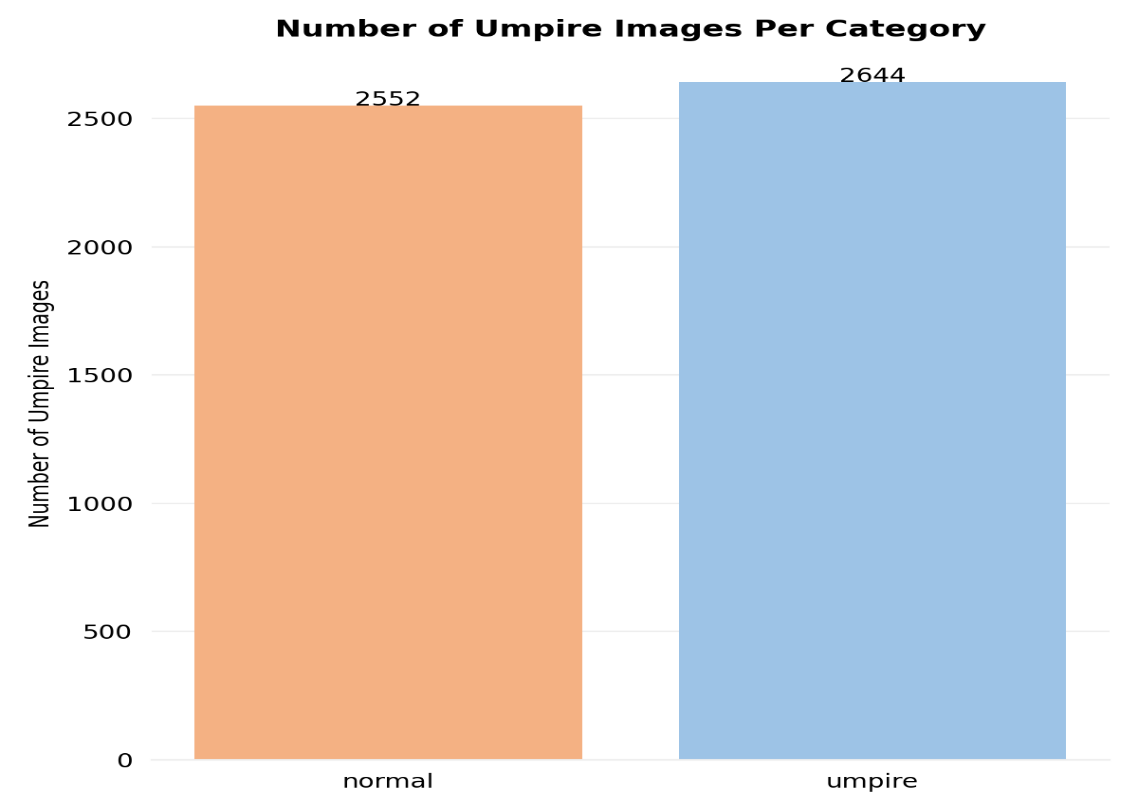 Number of Umpire Images Per Category
2644
2552
2500
2000
1500
1000
500
0
Number of Umpire Images
normal
umpire